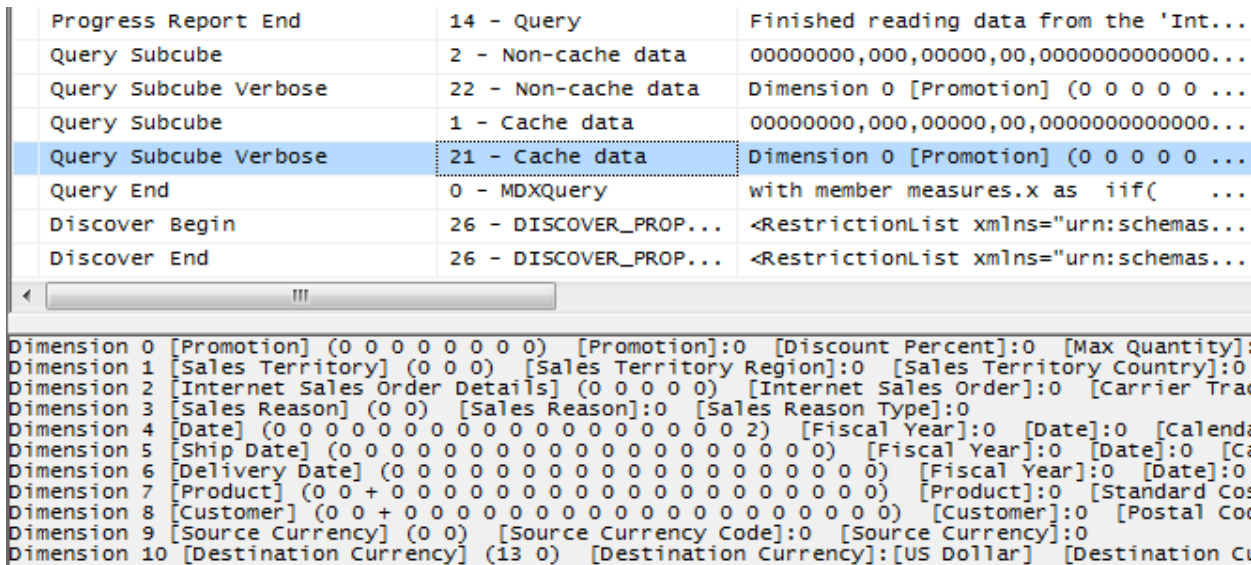 Progress Report End 14 - Query Finished reading data from the 'Int...
Query Subcube 2 - Non-cache data 00000000,000,00000,00,0000000000000...
Query Subcube Verbose 22 - Non-cache data Dimension 0 [Promotion] (0 0 0 0 0 ...
Query Subcube 1 - Cache data 00000000,000,00000,00,0000000000000...
Query Subcube Verbose 21 - Cache data Dimension 0 [Promotion] (0 0 0 0 0 ...
Query End 0 - MDXQuery with member measures.x as iif( ...
Discover Begin 26 - DISCOVER_PROP... <RestrictionList xmlns="urn:schemas...
Discover End 26 - DISCOVER_PROP... <RestrictionList xmlns="urn:schemas...
Dimension 0 [Promotion] (0 0 0 0 0 0 0 0) [Promotion]:0 [Discount Percent]:0 [Max Quantity]:
Dimension 1 [Sales Territory] (0 0 0) [Sales Territory Region]:0 [Sales Territory Country]:0
Dimension 2 [Internet Sales Order Details] (0 0 0 0 0) [Internet Sales Order]:0 [Carrier Trac
Dimension 3 [Sales Reason] (0 0) [Sales Reason]:0 [Sales Reason Type]:0
Dimension 4 [Date] (0 0 0 0 0 0 0 0 0 0 0 0 0 0 0 0 0 0 2) [Fiscal Year]:0 [Date]:0 [Calenda
Dimension 5 [Ship Date] (0 0 0 0 0 0 0 0 0 0 0 0 0 0 0 0 0 0 0) [Fiscal Year]:0 [Date]:0 [Ca
Dimension 6 [Delivery Date] (0 0 0 0 0 0 0 0 0 0 0 0 0 0 0 0 0 0 0) [Fiscal Year]:0 [Date]:0
Dimension 7 [Product] (0 0 + 0 0 0 0 0 0 0 0 0 0 0 0 0 0 0 0 0 0 0) [Product]:0 [Standard Cos
Dimension 8 [Customer] (0 0 + 0 0 0 0 0 0 0 0 0 0 0 0 0 0 0 0 0 0 0) [Customer]:0 [Postal Cod
Dimension 9 [Source Currency] (0 0) [Source Currency Code]:0 [Source Currency]:0
Dimension 10 [Destination Currency] (13 0) [Destination Currency]:[US Dollar] [Destination Cu